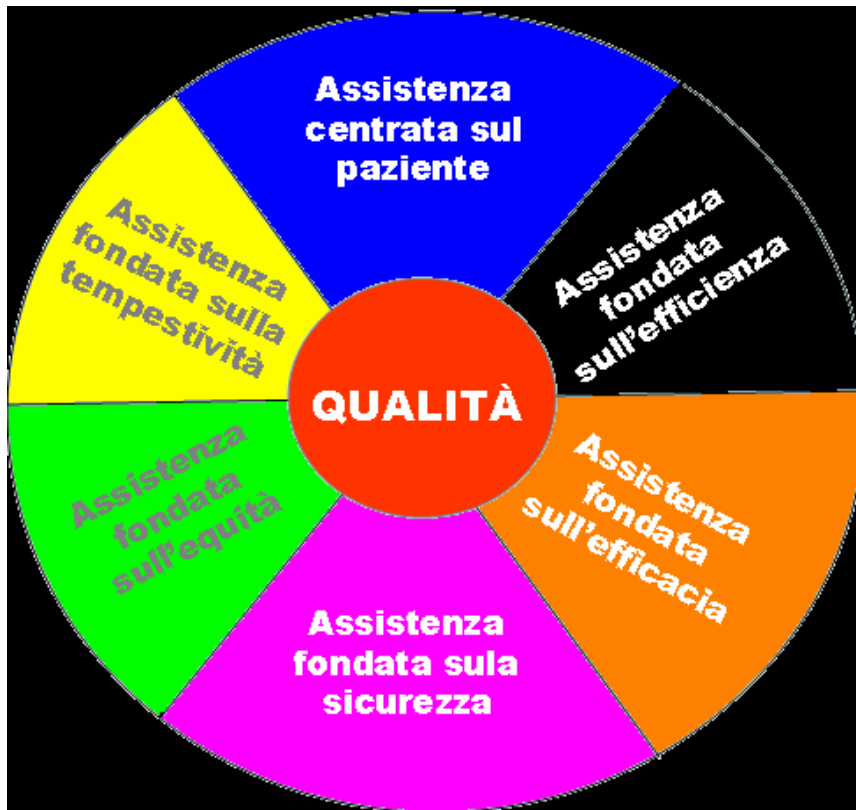 Assistenza
centrata sul
paziente
Assistenza
fondata
sull'efficienza
Assistenza
fondata
sull'efficacia
Assistenza
fondata sula
sicurezza
Assistenza
fondata
sull'equità
Assistenza
fondata sulla
tempestività
QUALITÀ